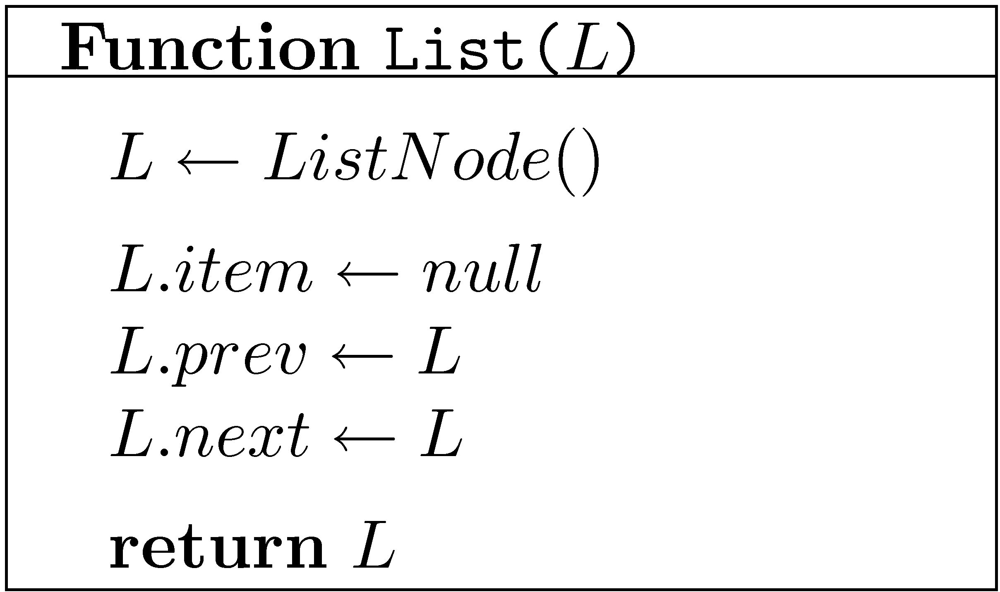 Function List(L)
L ← ListNode()
L.item ← null
L.prev ← L
L.next ← L
return L